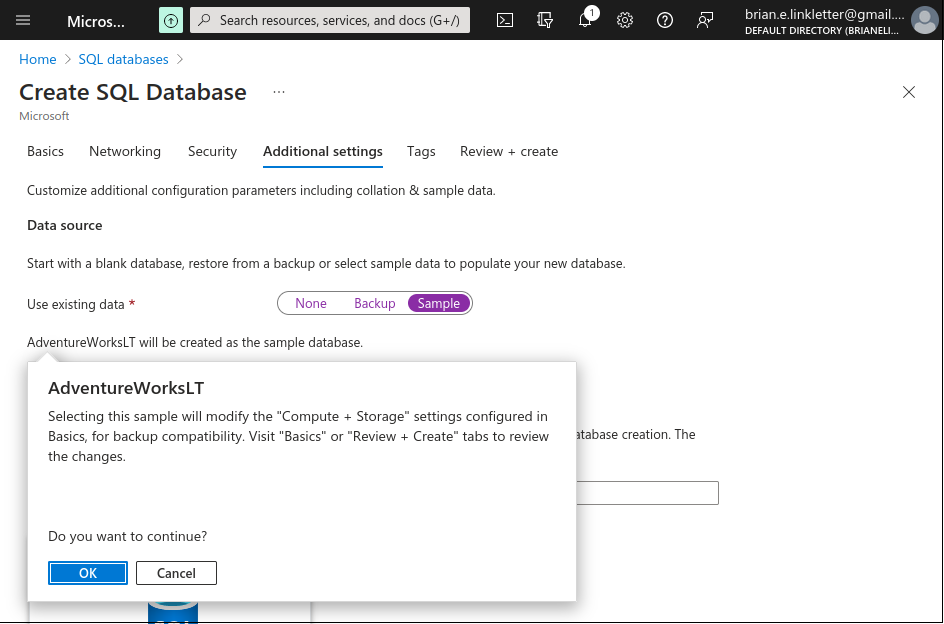 Micros...
Search resources, services, and docs (G+/)
1
brian.e.linkletter@gmail....
DEFAULT DIRECTORY (BRIANELI...
Home > SQL databases >
Create SQL Database ...
Microsoft
Basics Networking Security Additional settings Tags Review + create
Customize additional configuration parameters including collation & sample data.
Data source
Start with a blank database, restore from a backup or select sample data to populate your new database.
Use existing data * None Backup Sample
AdventureWorksLT will be created as the sample database.
AdventureWorksLT
Selecting this sample will modify the "Compute + Storage" settings configured in
Basics, for backup compatibility. Visit "Basics" or "Review + Create" tabs to review
the changes.
atabase creation. The
Do you want to continue?
OK Cancel